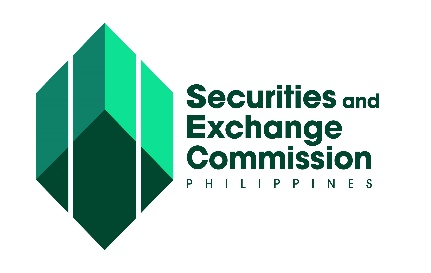 Securities and
Exchange
Commission
PHILIPPINES